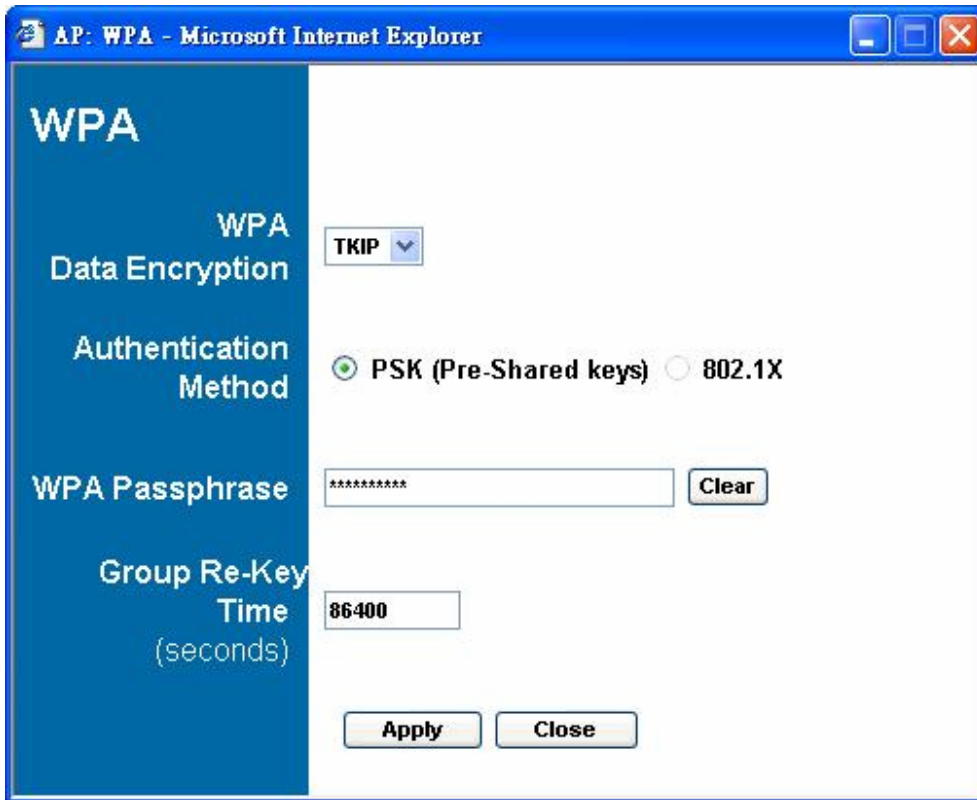 AP: WPA - Microsoft Internet Explorer
WPA
WPA
Data Encryption
TKIP
Authentication
Method
PSK (Pre-Shared keys) 802.1X
WPA Passphrase
********** Clear
Group Re-Key
Time
(seconds)
86400
Apply Close